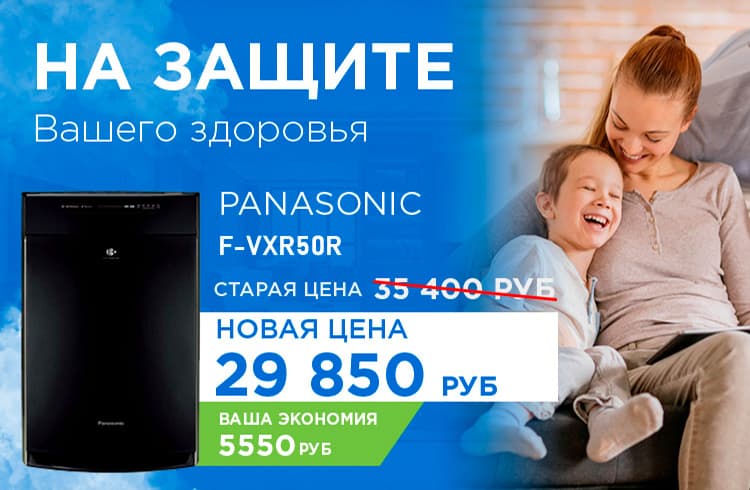 НА ЗАЩИТЕ
Вашего здоровья
PANASONIC
F-VXR50R
СТАРАЯ ЦЕНА 35 400 РУБ
НОВАЯ ЦЕНА
29 850 РУБ
ВАША ЭКОНОМИЯ
5550 РУБ
Panasonic